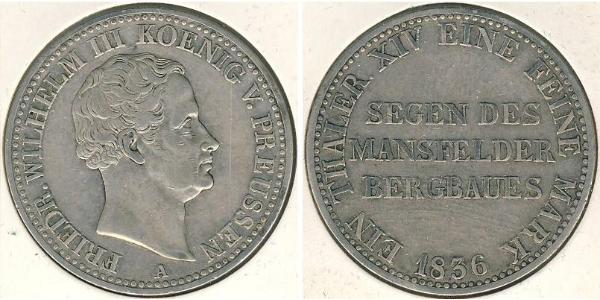 FRIEDR. WILHELM III KOENIG V. PREUSSEN
A
EIN THALER XIV EINE FEINE MARK
SEGEN DES
MANSFELDER
BERGBAUES
1836